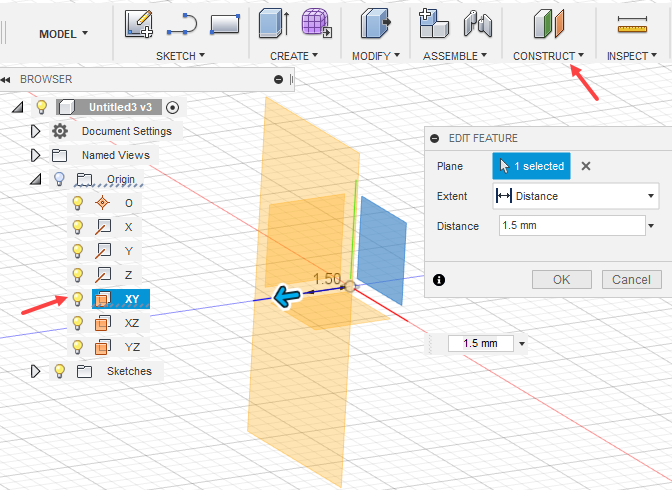 MODEL
SKETCH
CREATE
MODIFY
ASSEMBLE
CONSTRUCT
INSPECT
BROWSER
Untitled3 v3
Document Settings
Named Views
Origin
O
X
Y
Z
XY
XZ
YZ
Sketches
1.50
EDIT FEATURE
Plane 1 selected
Extent Distance
Distance 1.5 mm
OK Cancel
1.5 mm